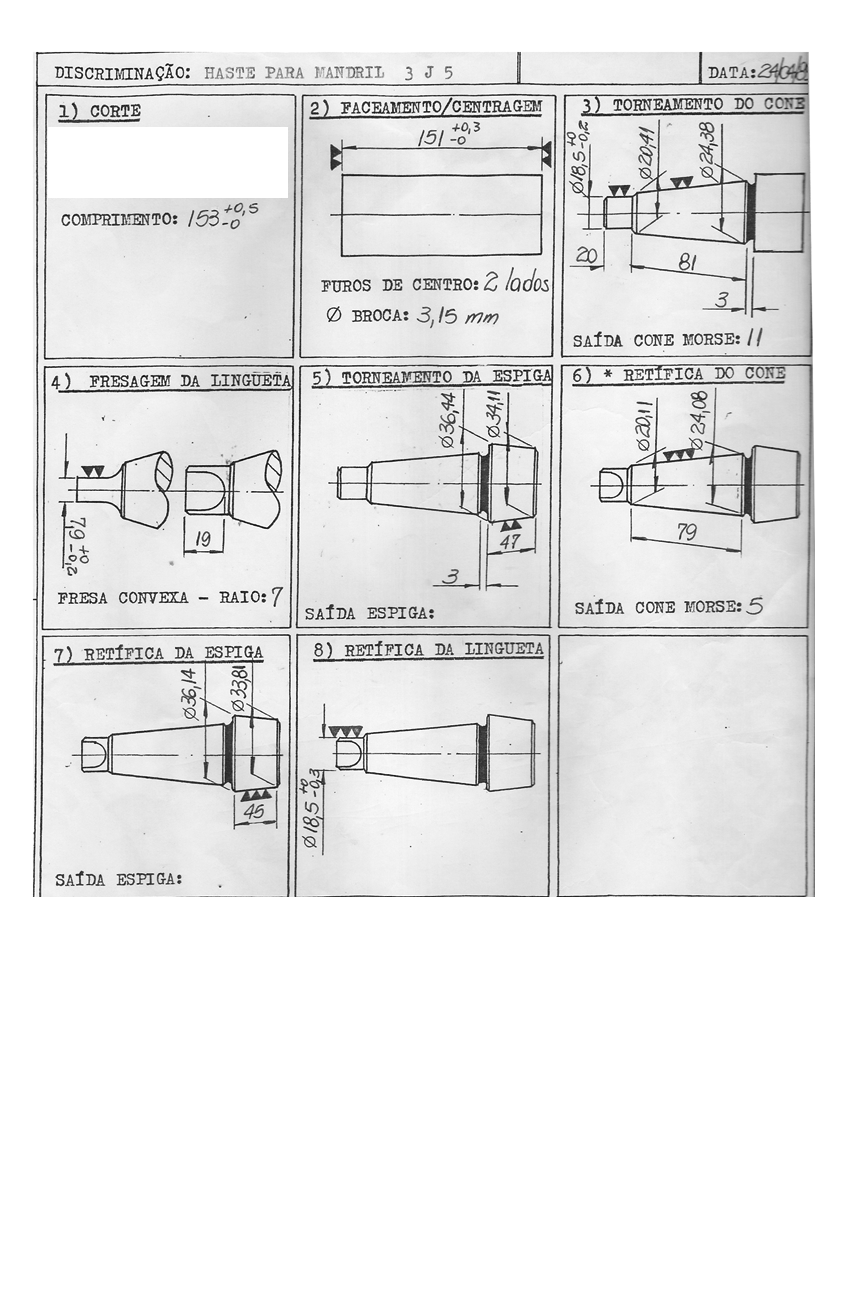 DISCRIMINAÇÃO: HASTE PARA MANDRIL 3 J 5
DATA: 24/04/8
1) CORTE
COMPRIMENTO: 153 +0,5 -0
2) FACEAMENTO/CENTRAGEM
151 +0,3 -0
FUROS DE CENTRO: 2 lados
Ø BROCA: 3,15 mm
3) TORNEAMENTO DO CONE
Ø18,5 +0 -0,2
Ø20,41
Ø24,38
20
81
3
SAÍDA CONE MORSE: 11
4) FRESAGEM DA LINGUETA
7,9 +0 -0,2
19
FRESA CONVEXA - RAIO: 7
5) TORNEAMENTO DA ESPIGA
Ø36,44
Ø34,11
47
3
SAÍDA ESPIGA:
6) * RETÍFICA DO CONE
Ø20,11
Ø24,08
79
SAÍDA CONE MORSE: 5
7) RETÍFICA DA ESPIGA
Ø36,14
Ø33,81
45
SAÍDA ESPIGA:
8) RETÍFICA DA LINGUETA
Ø18,5 +0 -0,3